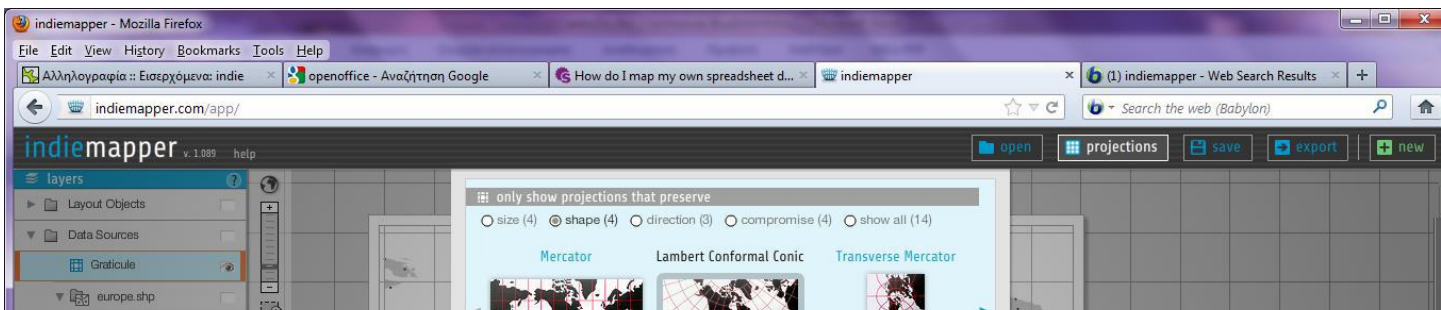 indiemapper - Mozilla Firefox
File Edit View History Bookmarks Tools Help
Αλληλογραφία :: Εισερχόμενα: indie openoffice - Αναζήτηση Google How do I map my own spreadsheet d... indiemapper (1) indiemapper - Web Search Results
indiemapper.com/app/ Search the web (Babylon)
indiemapper v. 1.089 help open projections save export new
layers ?
only show projections that preserve
Layout Objects
size (4) shape (4) direction (3) compromise (4) show all (14)
Data Sources
Mercator Lambert Conformal Conic Transverse Mercator
Graticule
europe.shp